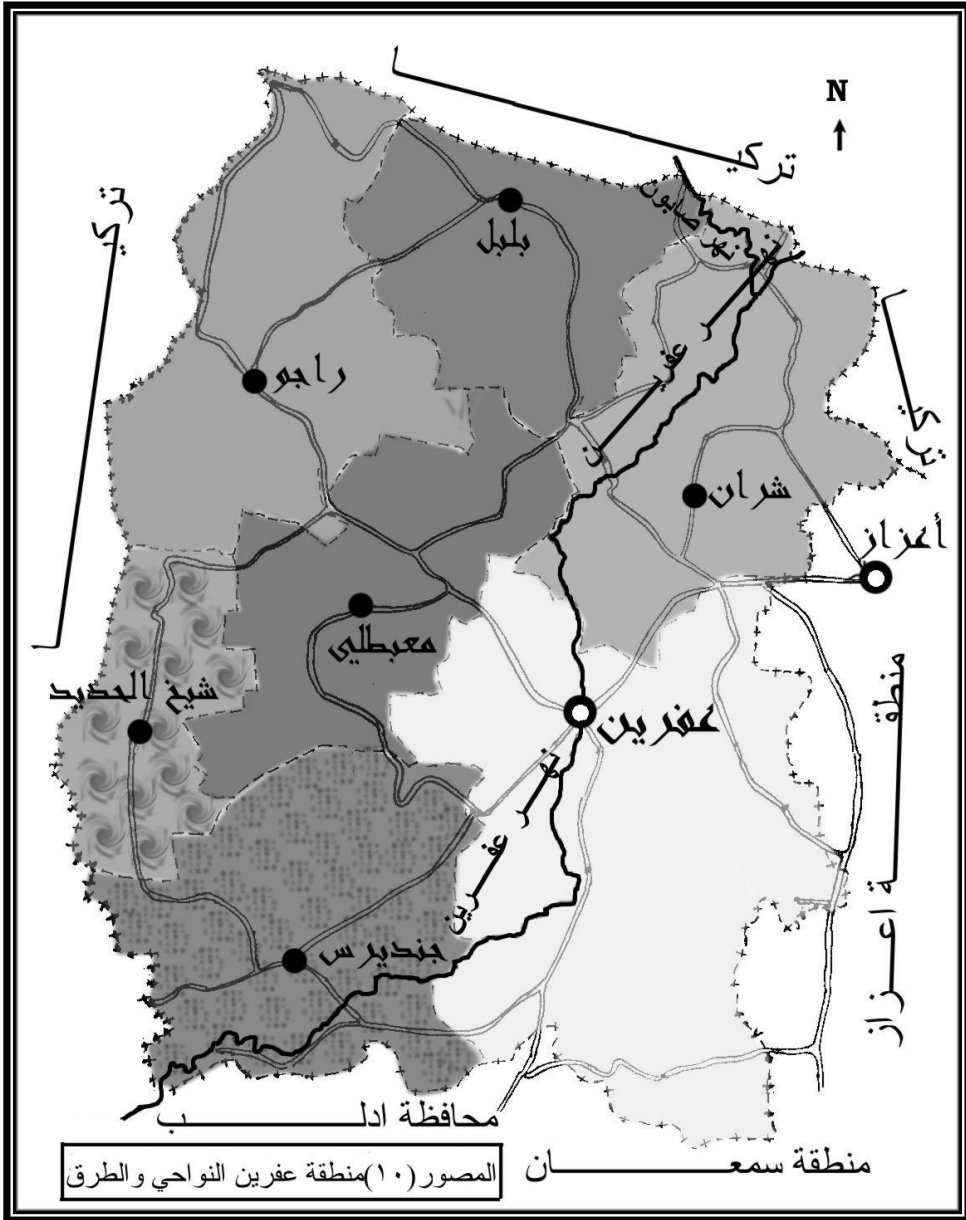 N
تركيا
تركيا
تركيا
نهر صابون
بلبل
نهر عفرين
راجو
شران
أعزاز
معبطلي
شيخ الحديد
عفرين
نهر عفرين
جنديرس
منطقة اعزاز
محافظة ادلب
منطقة سمعان
المصور (١٠) منطقة عفرين النواحي والطرق